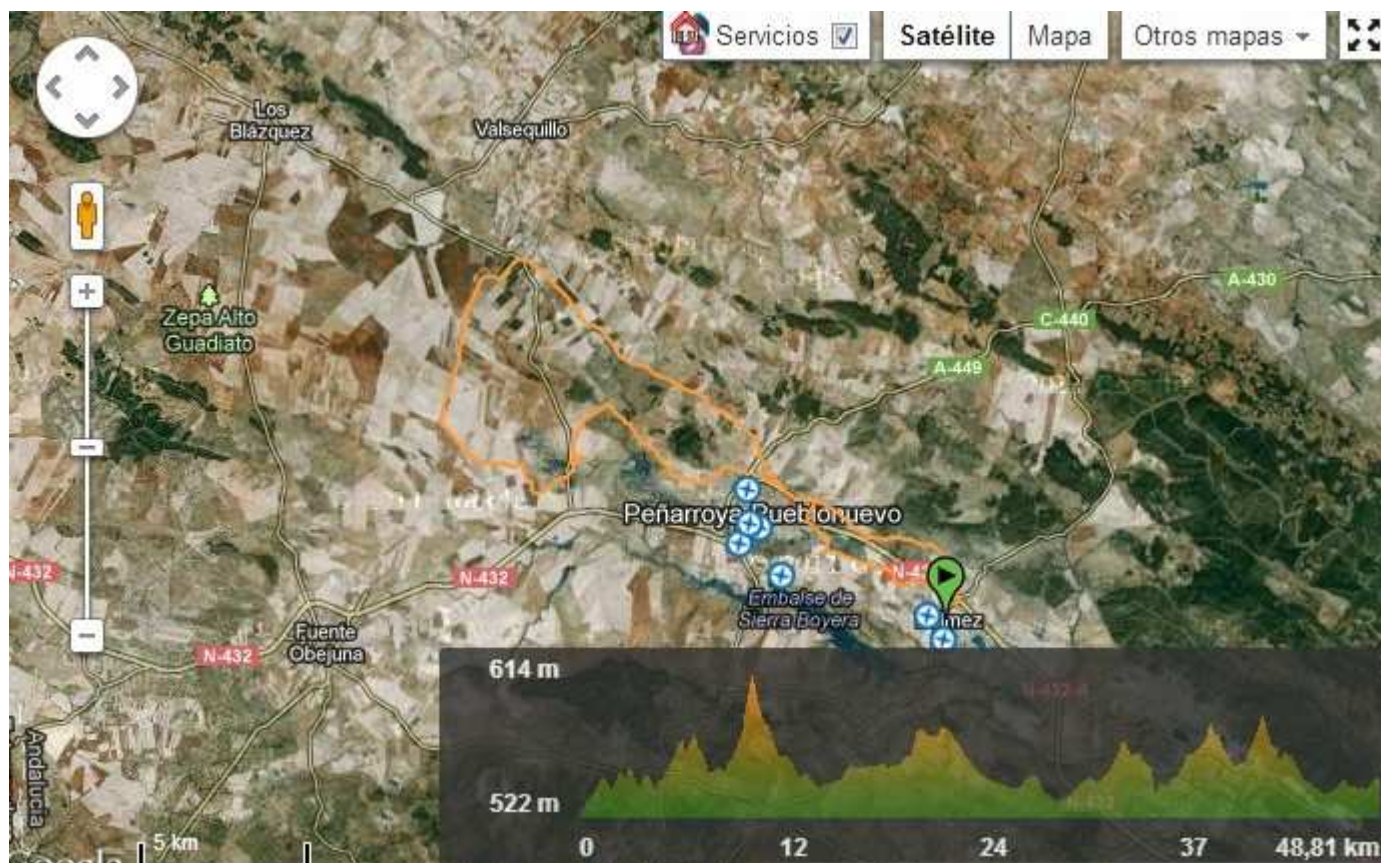 Servicios
Satélite
Mapa
Otros mapas
Los
Blázquez
Valsequillo
A-430
Zepa Alto
Guadiato
C-440
A-449
Peñarroya-Pueblonuevo
N-432
N-432
Embalse de
Sierra Boyera
Fuente
Obejuna
N-432
614 m
Andalucía
522 m
5 km
0
12
24
37
48,81 km